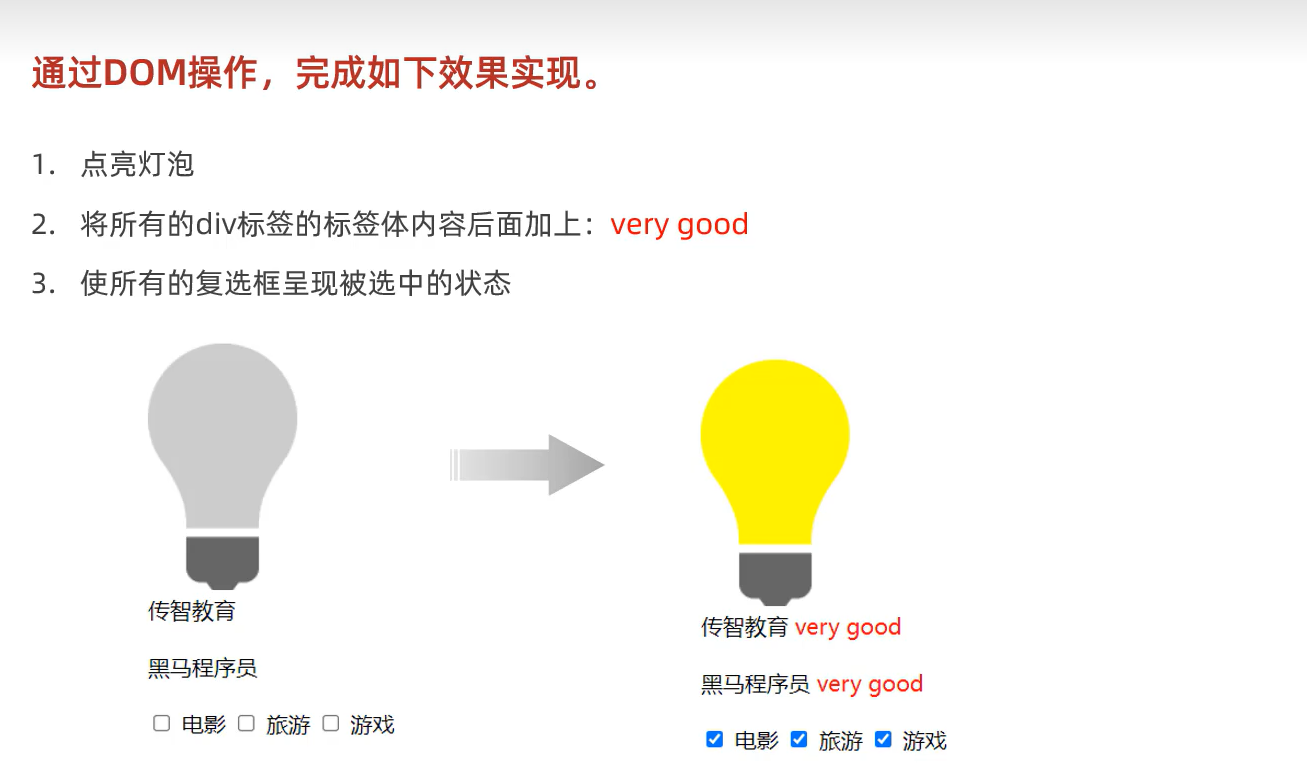 通过DOM操作，完成如下效果实现。
1. 点亮灯泡
2. 将所有的div标签的标签体内容后面加上：very good
3. 使所有的复选框呈现被选中的状态
传智教育
黑马程序员
电影 旅游 游戏
传智教育 very good
黑马程序员 very good
电影 旅游 游戏